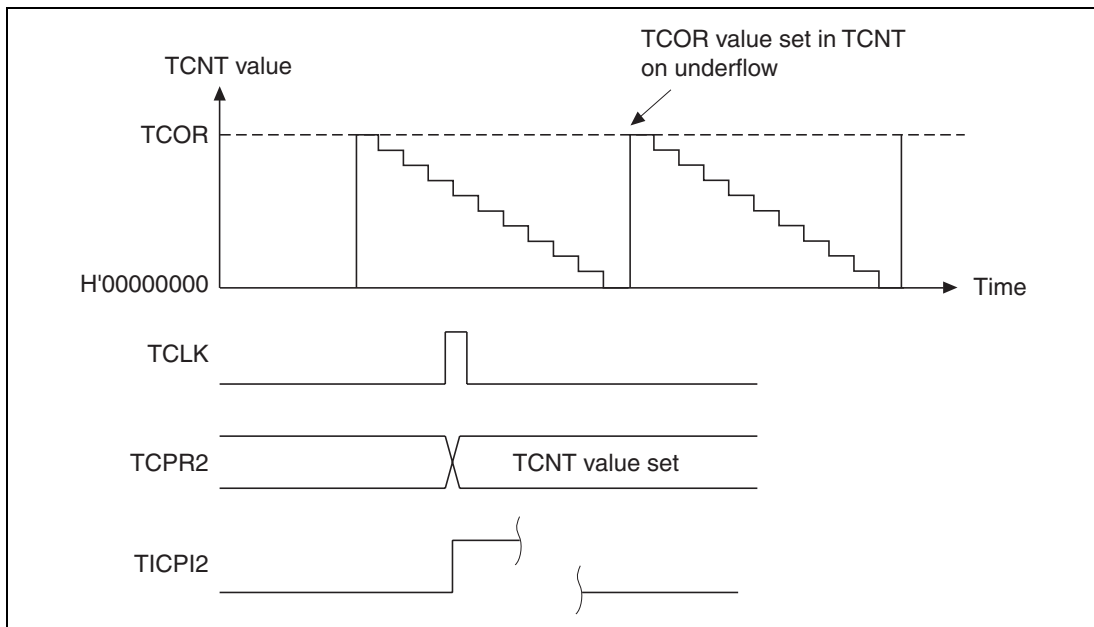 TCOR value set in TCNT
on underflow
TCNT value
TCOR
H'00000000
Time
TCLK
TCPR2
TCNT value set
TICPI2